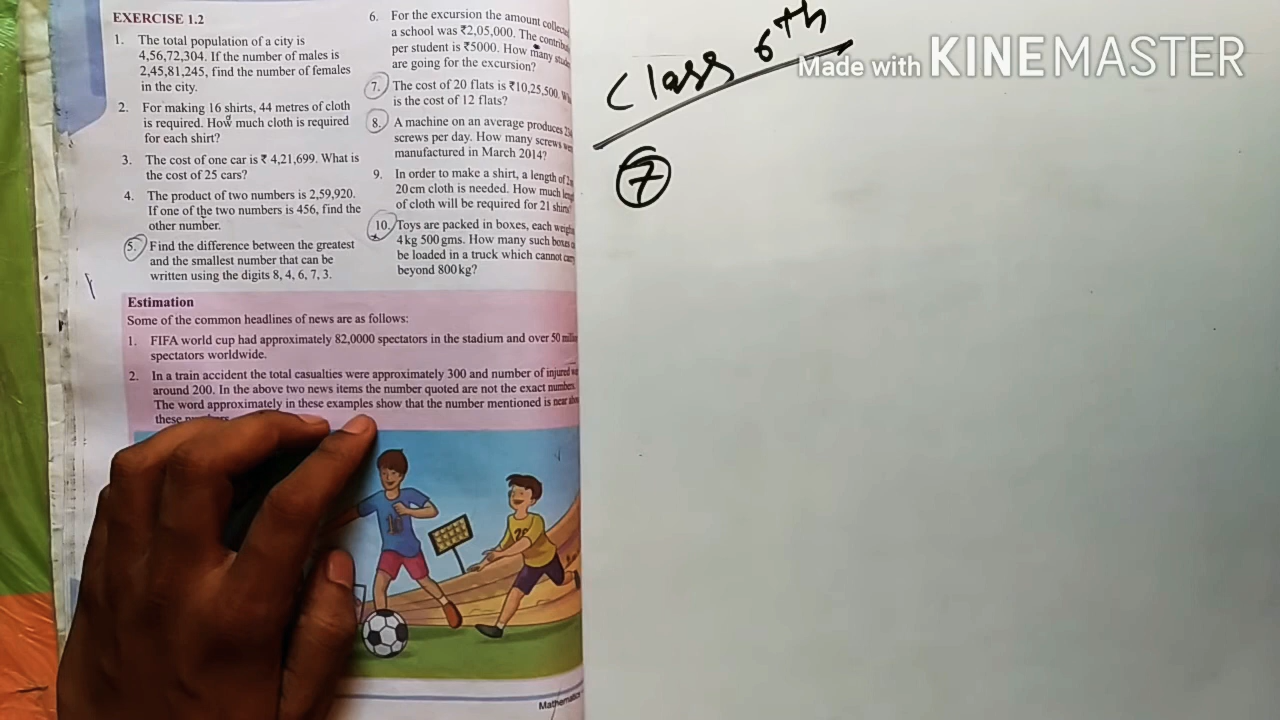 EXERCISE 1.2
1. The total population of a city is
4,56,72,304. If the number of males is
2,45,81,245, find the number of females
in the city.
2. For making 16 shirts, 44 metres of cloth
is required. How much cloth is required
for each shirt?
3. The cost of one car is ₹ 4,21,699. What is
the cost of 25 cars?
4. The product of two numbers is 2,59,920.
If one of the two numbers is 456, find the
other number.
5. Find the difference between the greatest
and the smallest number that can be
written using the digits 8, 4, 6, 7, 3.
6. For the excursion the amount
a school was ₹2,05,000. The
per student is ₹5000. How many
are going for the excursion?
7. The cost of 20 flats is ₹10,25,500.
is the cost of 12 flats?
8. A machine on an average produces
screws per day. How many screws
manufactured in March 2014?
9. In order to make a shirt, a length of
20cm cloth is needed. How much
of cloth will be required for 21
10. Toys are packed in boxes, each
4kg 500gms. How many such boxes
be loaded in a truck which cannot
beyond 800kg?
Estimation
Some of the common headlines of news are as follows:
1. FIFA world cup had approximately 82,0000 spectators in the stadium and over 50
spectators worldwide.
2. In a train accident the total casualties were approximately 300 and number of injured
around 200. In the above two news items the number quoted are not the exact numbers.
The word approximately in these examples show that the number mentioned is near
these
Class 6th
7
Made with KINEMASTER